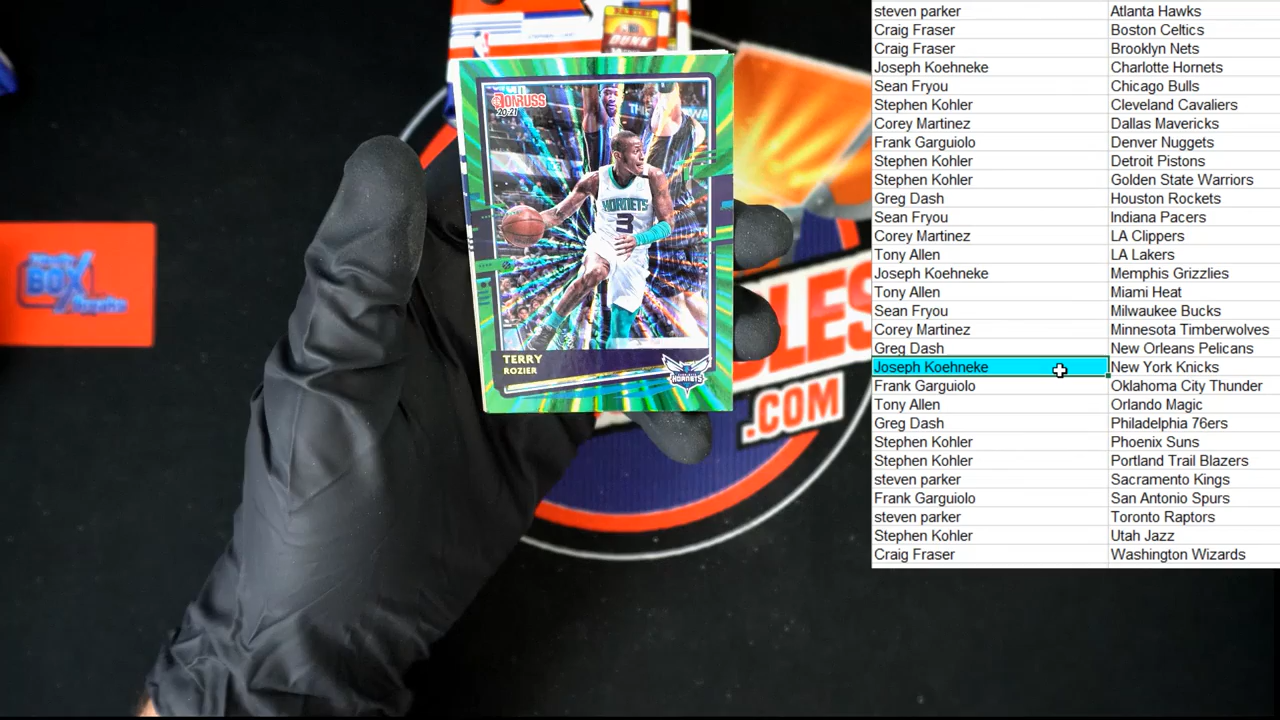 DUNK
DONRUSS
20-21
HORNETS
3
TERRY
ROZIER
HORNETS
BOX
LES
.COM
steven parker Atlanta Hawks
Craig Fraser Boston Celtics
Craig Fraser Brooklyn Nets
Joseph Koehneke Charlotte Hornets
Sean Fryou Chicago Bulls
Stephen Kohler Cleveland Cavaliers
Corey Martinez Dallas Mavericks
Frank Garguiolo Denver Nuggets
Stephen Kohler Detroit Pistons
Stephen Kohler Golden State Warriors
Greg Dash Houston Rockets
Sean Fryou Indiana Pacers
Corey Martinez LA Clippers
Tony Allen LA Lakers
Joseph Koehneke Memphis Grizzlies
Tony Allen Miami Heat
Sean Fryou Milwaukee Bucks
Corey Martinez Minnesota Timberwolves
Greg Dash New Orleans Pelicans
Joseph Koehneke New York Knicks
Frank Garguiolo Oklahoma City Thunder
Tony Allen Orlando Magic
Greg Dash Philadelphia 76ers
Stephen Kohler Phoenix Suns
Stephen Kohler Portland Trail Blazers
steven parker Sacramento Kings
Frank Garguiolo San Antonio Spurs
steven parker Toronto Raptors
Stephen Kohler Utah Jazz
Craig Fraser Washington Wizards